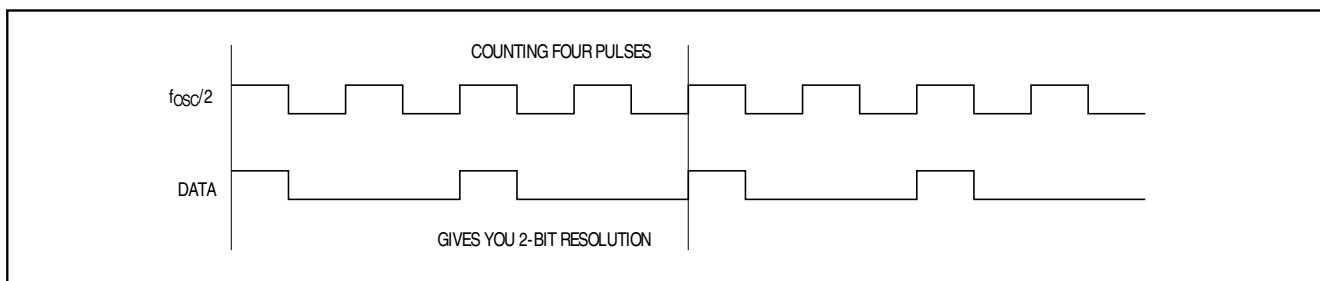 COUNTING FOUR PULSES
fOSC/2
DATA
GIVES YOU 2-BIT RESOLUTION